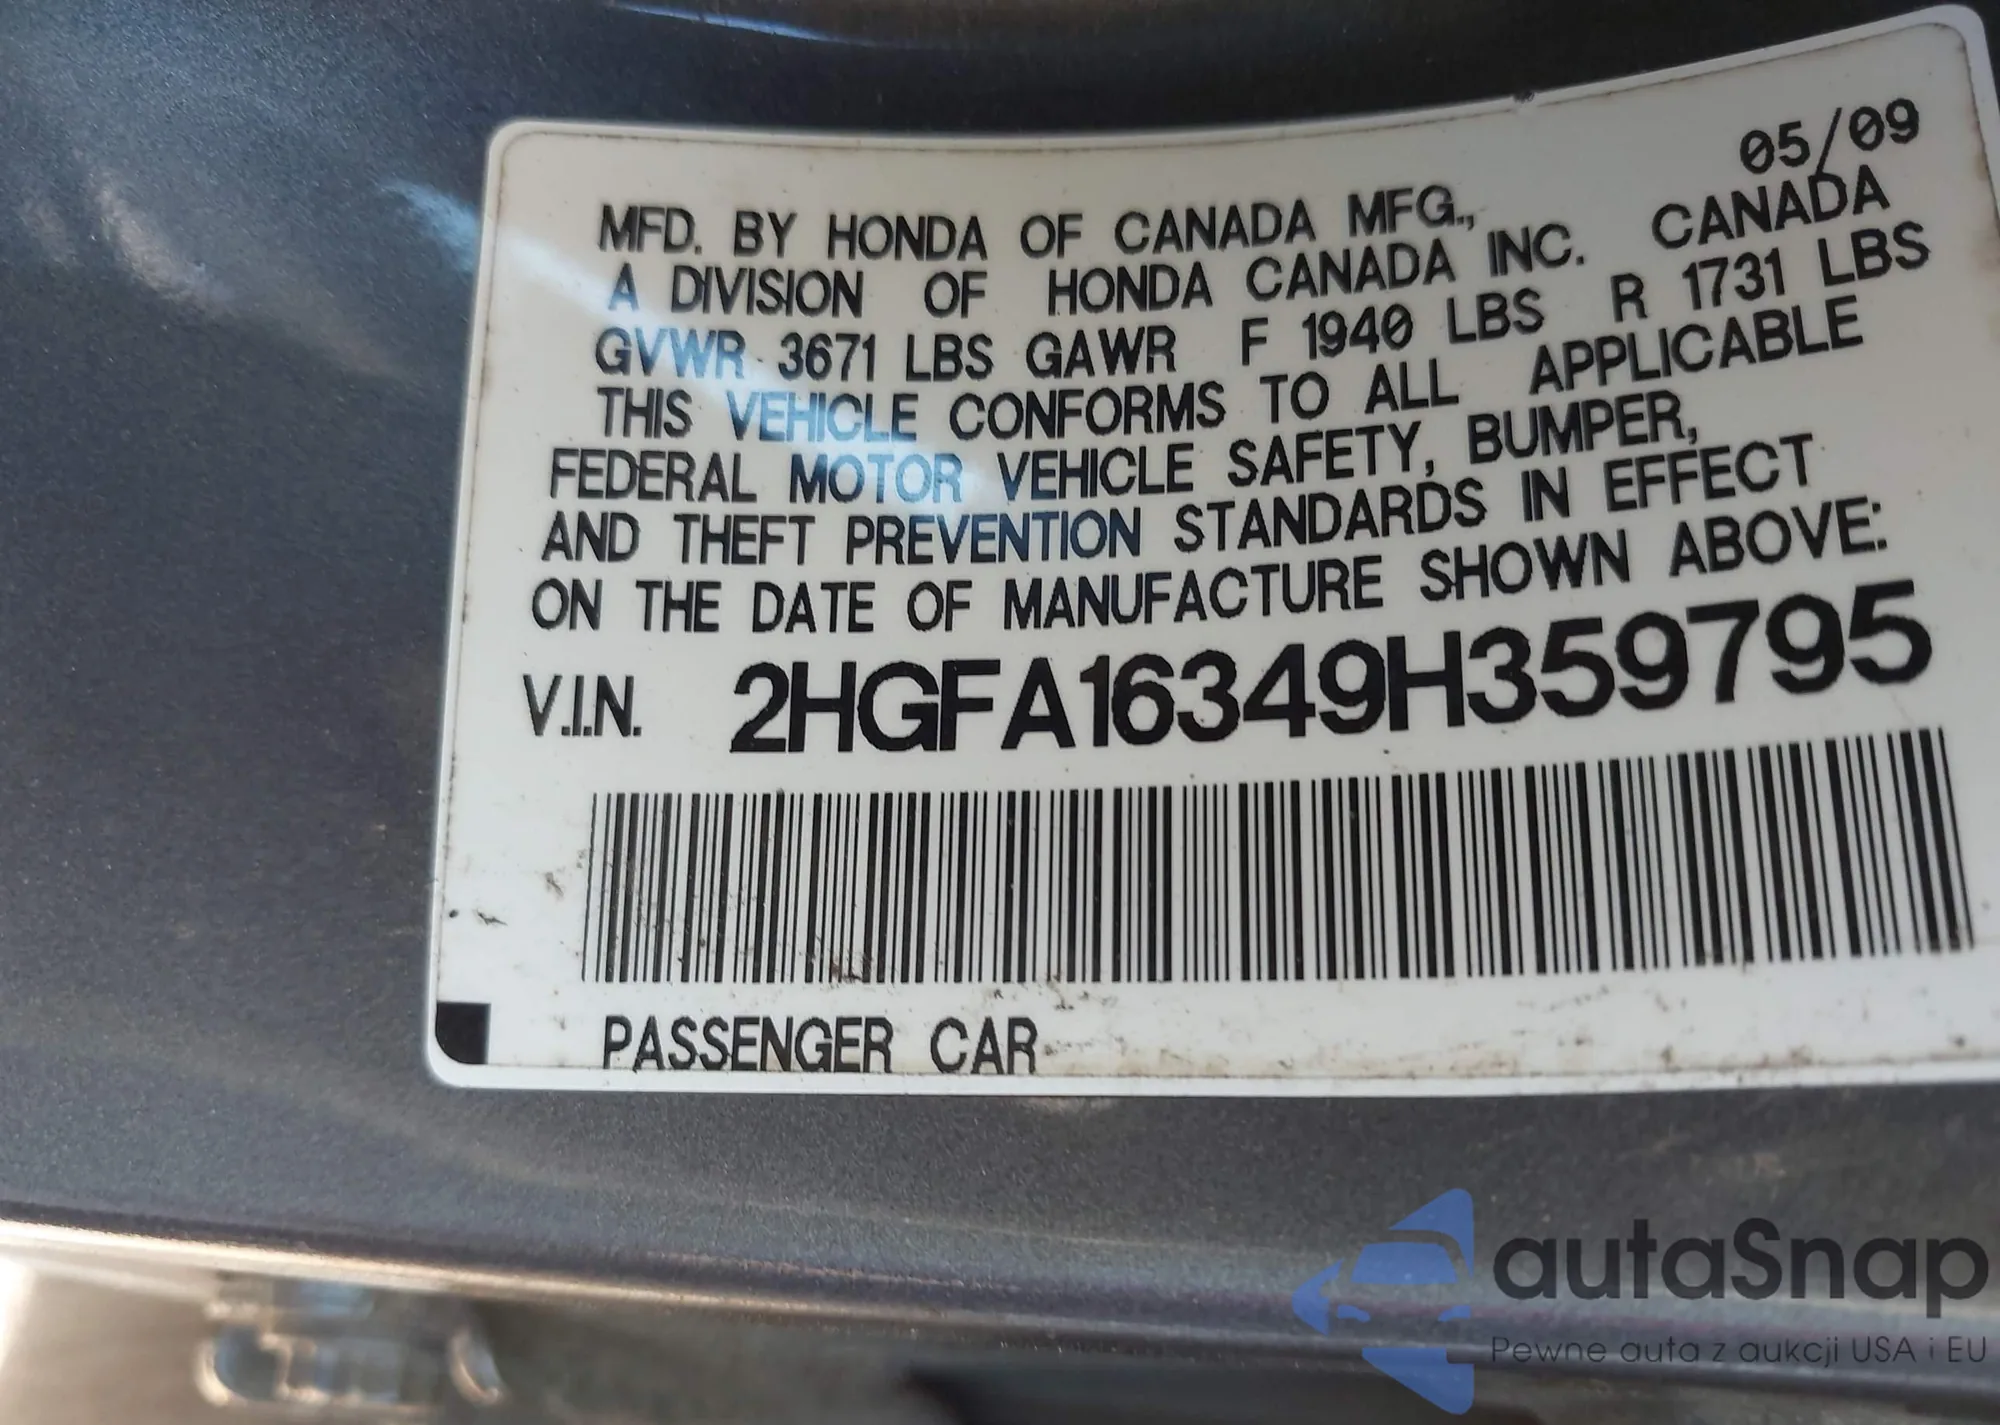 05/09
MFD. BY HONDA OF CANADA MFG.,
A DIVISION OF HONDA CANADA INC. CANADA
GVWR 3671 LBS GAWR F 1940 LBS R 1731 LBS
THIS VEHICLE CONFORMS TO ALL APPLICABLE
FEDERAL MOTOR VEHICLE SAFETY, BUMPER,
AND THEFT PREVENTION STANDARDS IN EFFECT
ON THE DATE OF MANUFACTURE SHOWN ABOVE:
V.I.N. 2HGFA16349H359795
PASSENGER CAR
autaSnap
Pewne auta z aukcji USA i EU